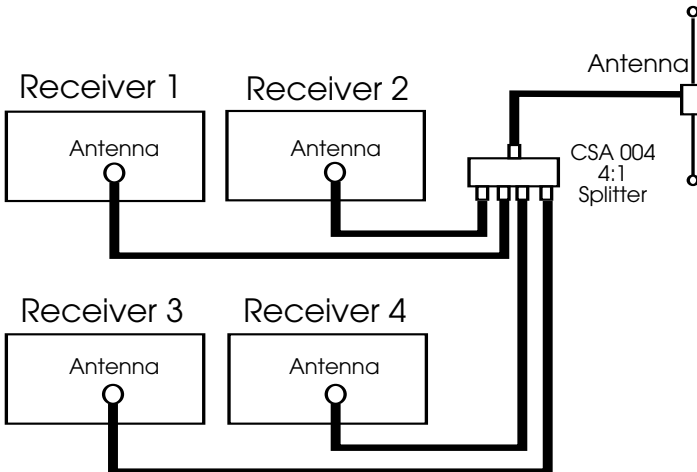 Antenna
Receiver 1
Receiver 2
Antenna
Antenna
CSA 004
4:1
Splitter
Receiver 3
Receiver 4
Antenna
Antenna